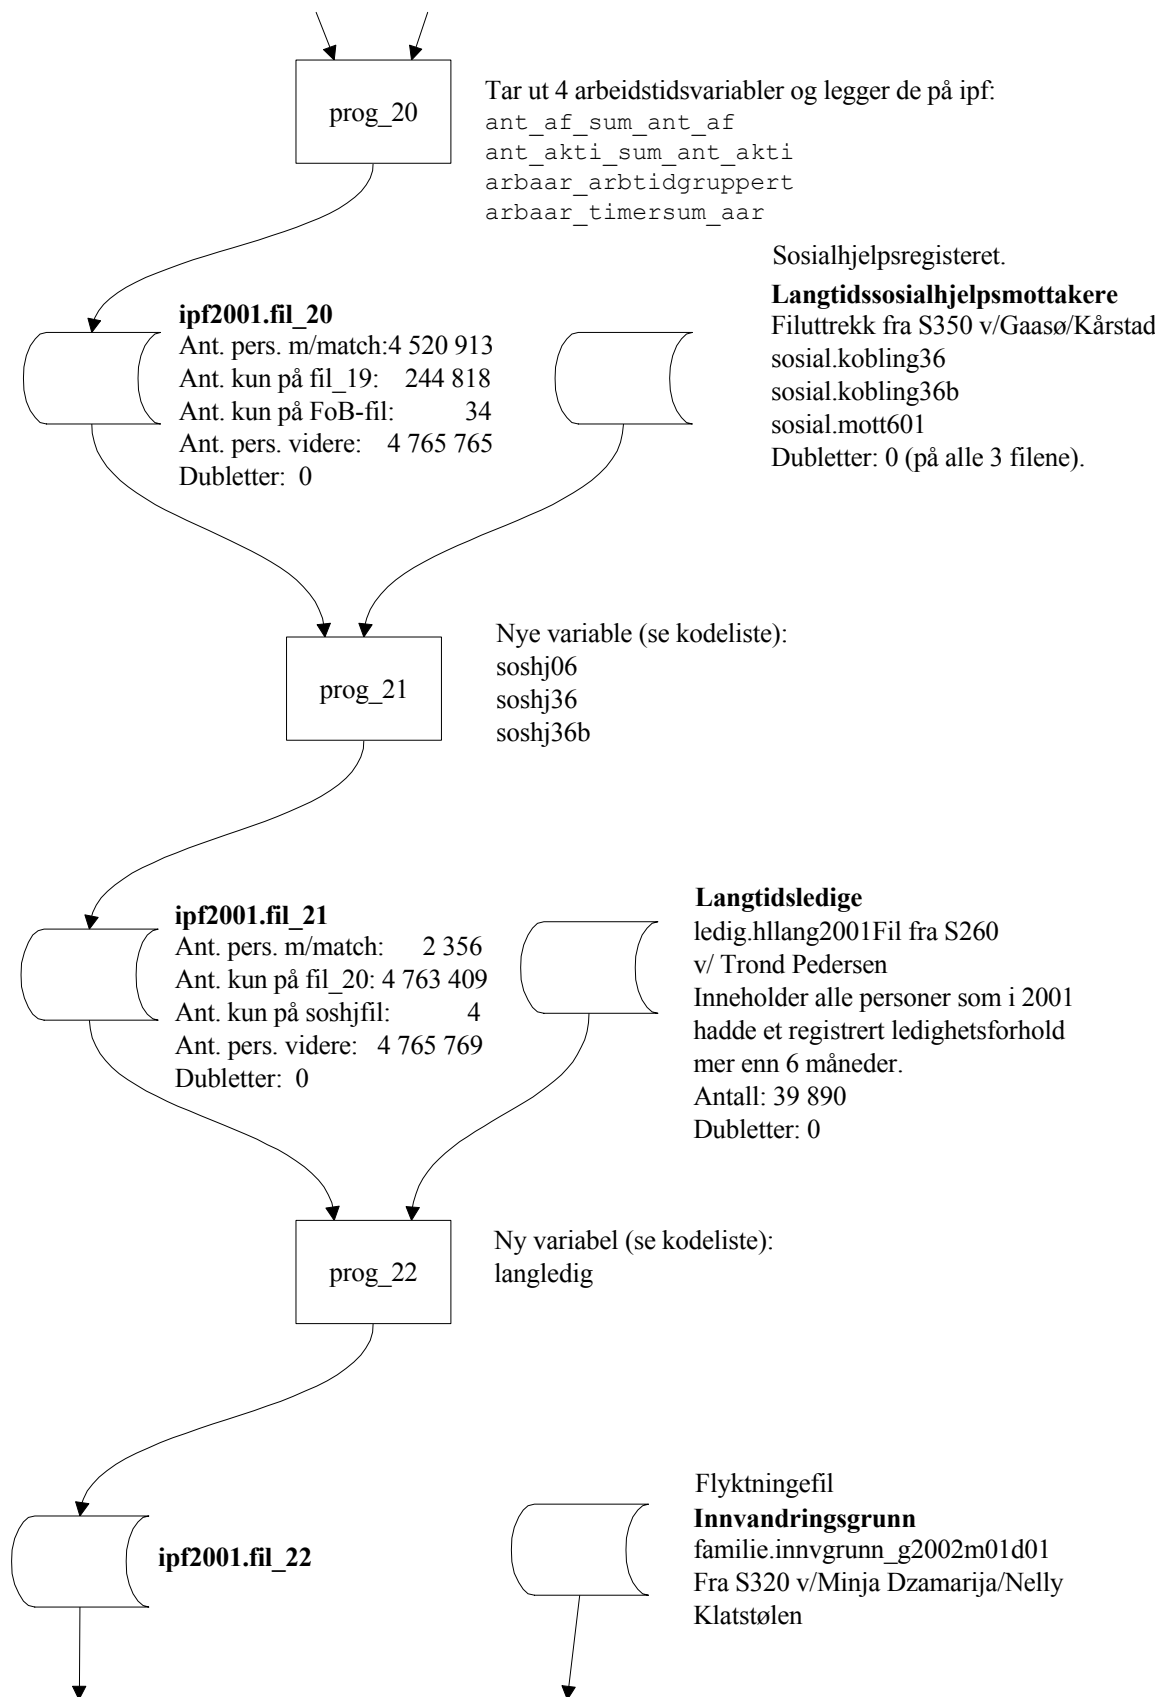 prog_20
Tar ut 4 arbeidstidsvariabler og legger de på ipf:
ant_af_sum_ant_af
ant_akti_sum_ant_akti
arbaar_arbtidgruppert
arbaar_timersum_aar
ipf2001.fil_20
Ant. pers. m/match:4 520 913
Ant. kun på fil_19: 244 818
Ant. kun på FoB-fil: 34
Ant. pers. videre: 4 765 765
Dubletter: 0
Sosialhjelpsregisteret.
Langtidssosialhjelpsmottakere
Filuttrekk fra S350 v/Gaasø/Kårstad
sosial.kobling36
sosial.kobling36b
sosial.mott601
Dubletter: 0 (på alle 3 filene).
prog_21
Nye variable (se kodeliste):
soshj06
soshj36
soshj36b
ipf2001.fil_21
Ant. pers. m/match: 2 356
Ant. kun på fil_20: 4 763 409
Ant. kun på soshjfil: 4
Ant. pers. videre: 4 765 769
Dubletter: 0
Langtidsledige
ledig.hllang2001Fil fra S260
v/ Trond Pedersen
Inneholder alle personer som i 2001
hadde et registrert ledighetsforhold
mer enn 6 måneder.
Antall: 39 890
Dubletter: 0
prog_22
Ny variabel (se kodeliste):
langledig
ipf2001.fil_22
Flyktningefil
Innvandringsgrunn
familie.innvgrunn_g2002m01d01
Fra S320 v/Minja Dzamarija/Nelly
Klatstølen